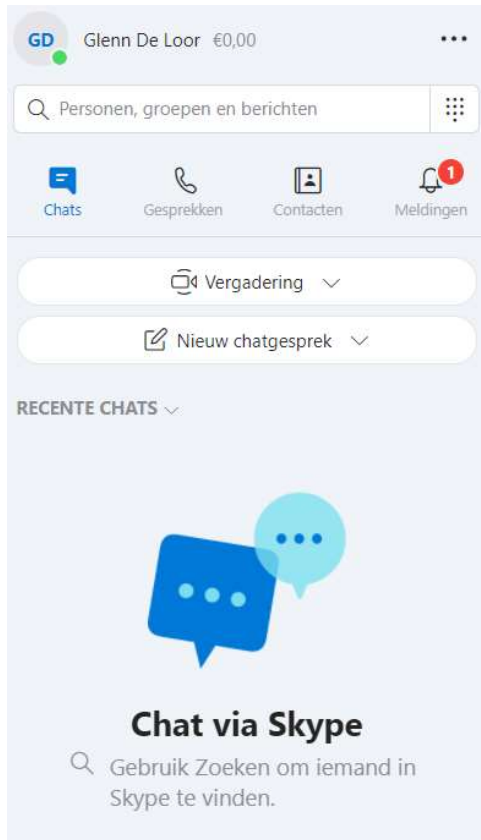 GD Glenn De Loor €0,00
Personen, groepen en berichten
1
Chats Gesprekken Contacten Meldingen
Vergadering
Nieuw chatgesprek
RECENTE CHATS
Chat via Skype
Gebruik Zoeken om iemand in
Skype te vinden.